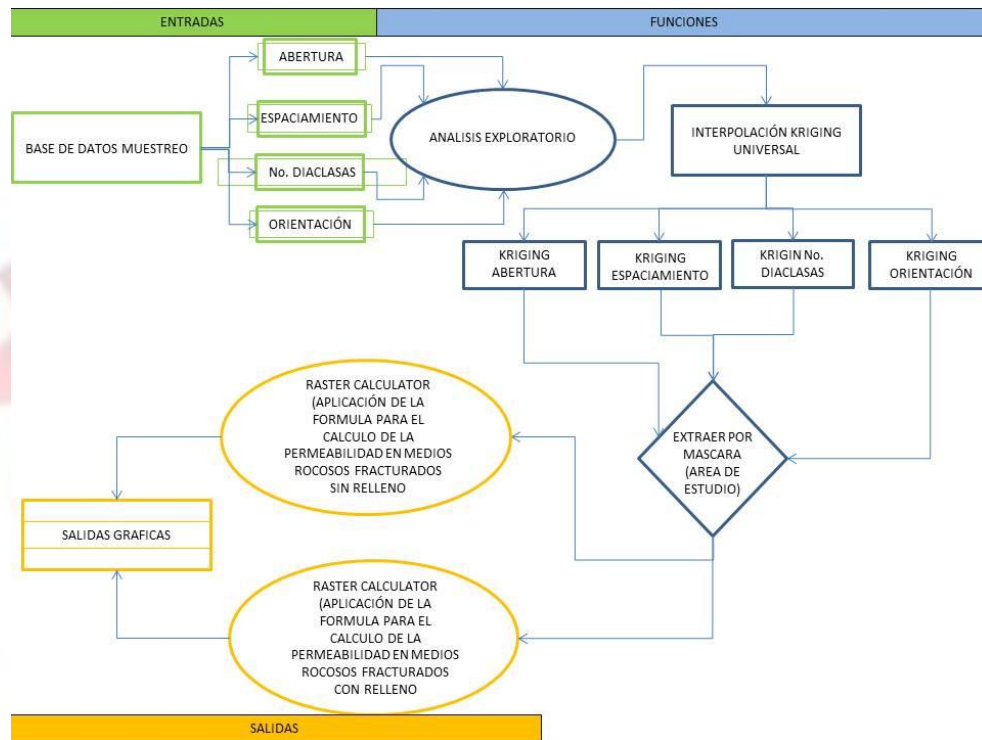 ENTRADAS
FUNCIONES
ABERTURA
ESPACIAMIENTO
BASE DE DATOS MUESTREO
No. DIACLASAS
ORIENTACIÓN
ANALISIS EXPLORATORIO
INTERPOLACIÓN KRIGING
UNIVERSAL
KRIGING
ABERTURA
KRIGING
ESPACIAMIENTO
KRIGIN No.
DIACLASAS
KRIGING
ORIENTACIÓN
EXTRAER POR
MASCARA
(AREA DE
ESTUDIO)
RASTER CALCULATOR
(APLICACIÓN DE LA
FORMULA PARA EL
CALCULO DE LA
PERMEABILIDAD EN MEDIOS
ROCOSOS FRACTURADOS
SIN RELLENO
SALIDAS GRAFICAS
RASTER CALCULATOR
(APLICACIÓN DE LA
FORMULA PARA EL
CALCULO DE LA
PERMEABILIDAD EN MEDIOS
ROCOSOS FRACTURADOS
CON RELLENO
SALIDAS